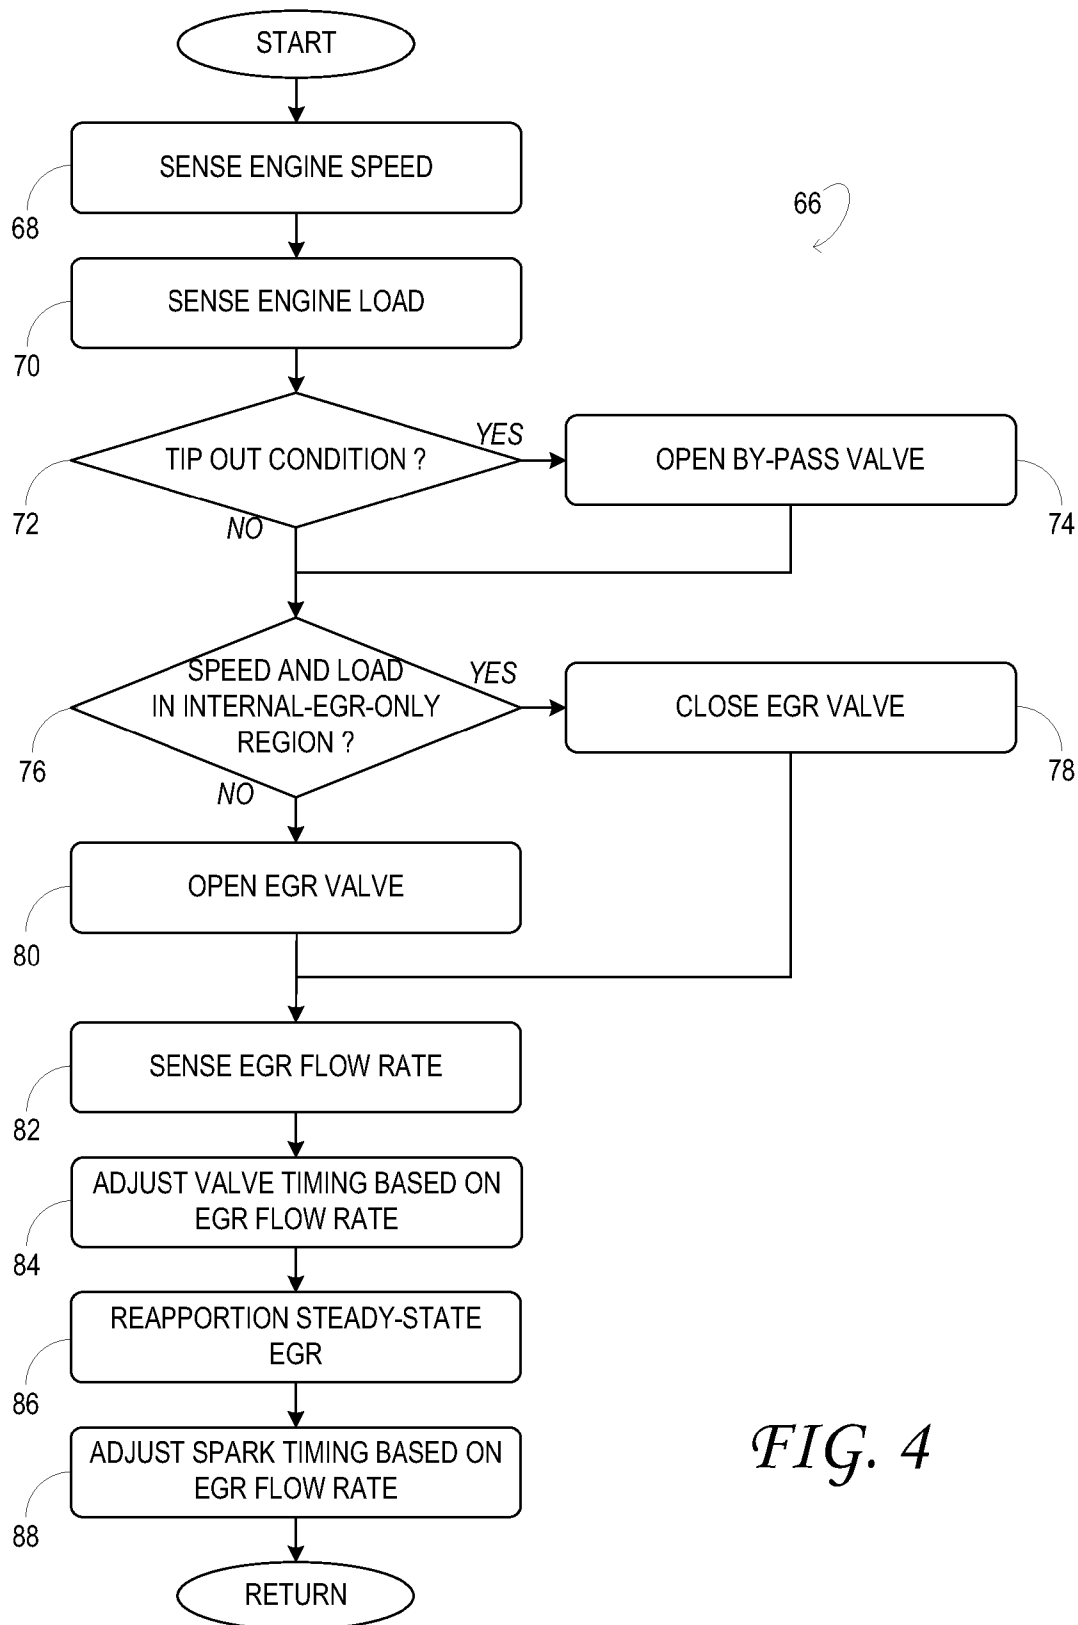 START
SENSE ENGINE SPEED
68
66
SENSE ENGINE LOAD
70
TIP OUT CONDITION ?
YES
OPEN BY-PASS VALVE
72
NO
74
SPEED AND LOAD
IN INTERNAL-EGR-ONLY
REGION ?
YES
CLOSE EGR VALVE
76
NO
78
OPEN EGR VALVE
80
SENSE EGR FLOW RATE
82
ADJUST VALVE TIMING BASED ON
EGR FLOW RATE
84
REAPPORTION STEADY-STATE
EGR
86
ADJUST SPARK TIMING BASED ON
EGR FLOW RATE
88
FIG. 4
RETURN